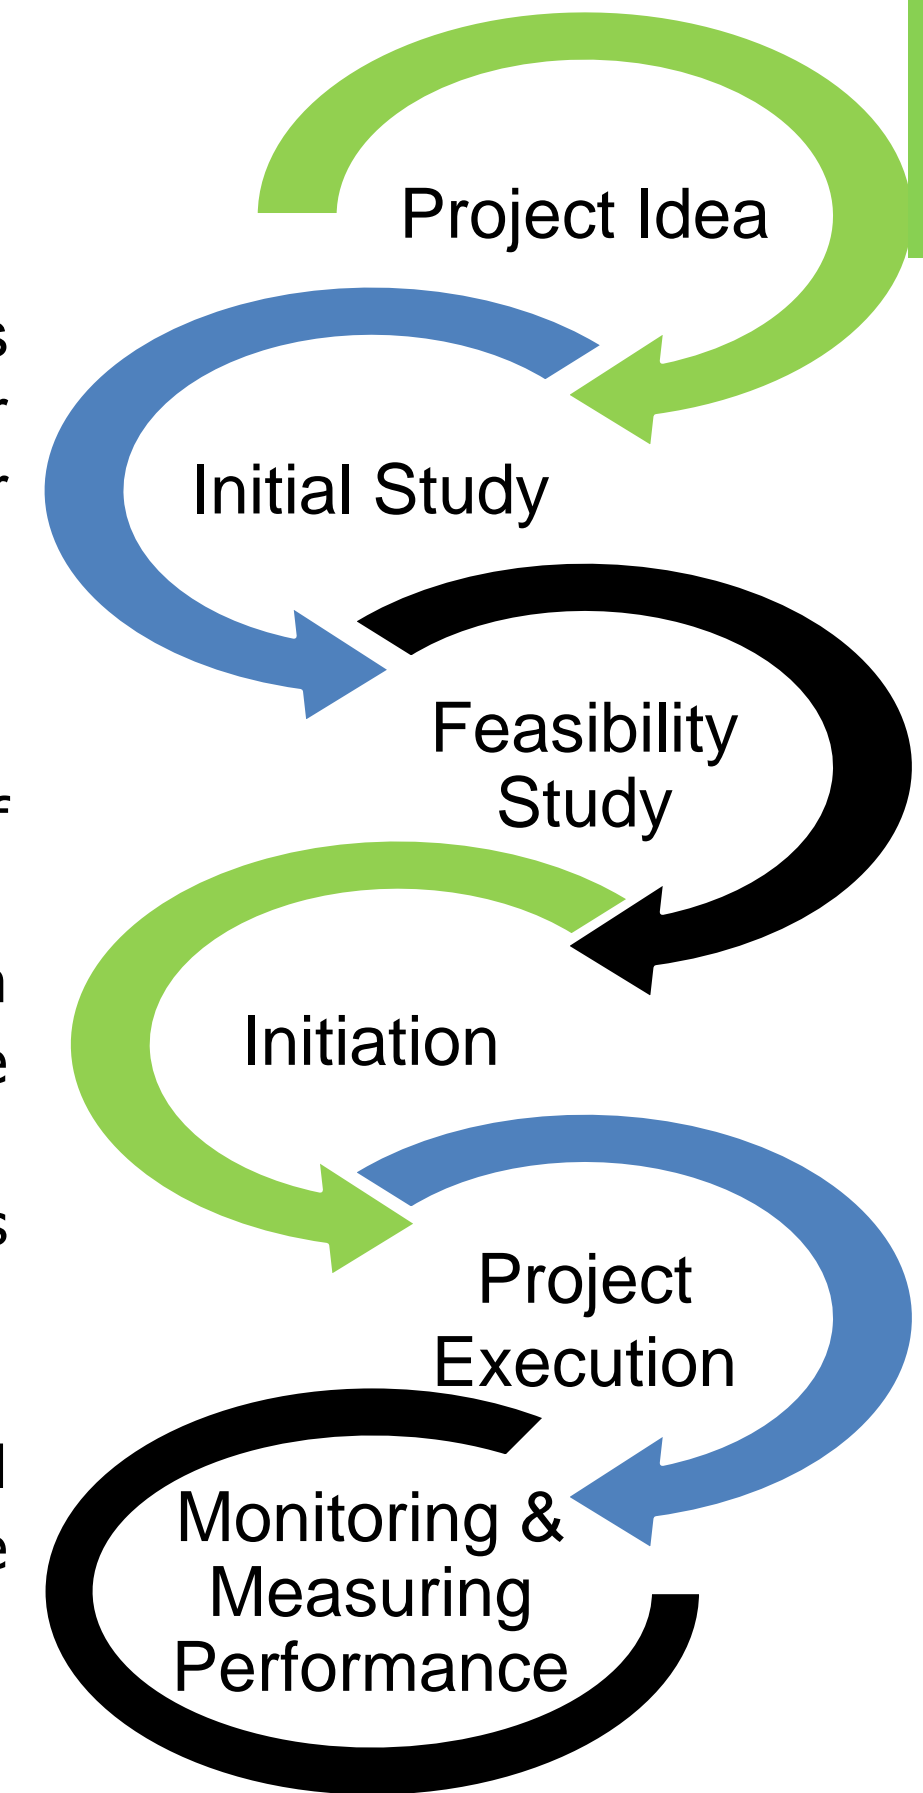 Project Idea
s
r
r
Initial Study
Feasibility
Study
f
n
e
Initiation
s
Project
Execution
l
e
Monitoring &
Measuring
Performance